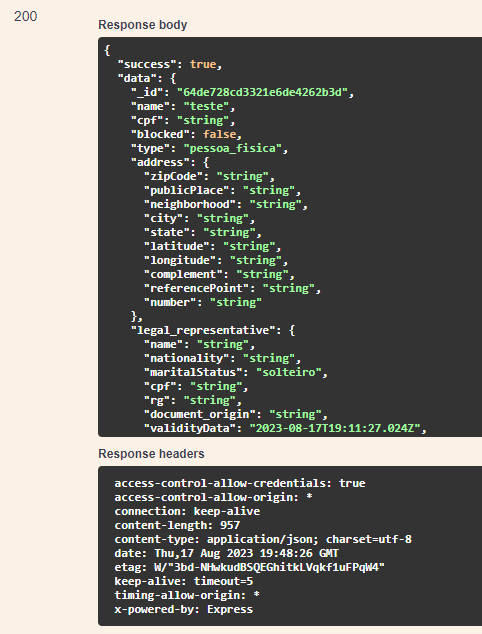 200
Response body
{
  "success": true,
  "data": {
    "_id": "64de728cd3321e6de4262b3d",
    "name": "teste",
    "cpf": "string",
    "blocked": false,
    "type": "pessoa_fisica",
    "address": {
      "zipCode": "string",
      "publicPlace": "string",
      "neighborhood": "string",
      "city": "string",
      "state": "string",
      "latitude": "string",
      "longitude": "string",
      "complement": "string",
      "referencePoint": "string",
      "number": "string"
    },
    "legal_representative": {
      "name": "string",
      "nationality": "string",
      "maritalStatus": "solteiro",
      "cpf": "string",
      "rg": "string",
      "document_origin": "string",
      "validityData": "2023-08-17T19:11:27.024Z",
Response headers
access-control-allow-credentials: true
access-control-allow-origin: *
connection: keep-alive
content-length: 957
content-type: application/json; charset=utf-8
date: Thu,17 Aug 2023 19:48:26 GMT
etag: W/"3bd-NHwkudBSQEGhitkLVqkf1uFPqW4"
keep-alive: timeout=5
timing-allow-origin: *
x-powered-by: Express